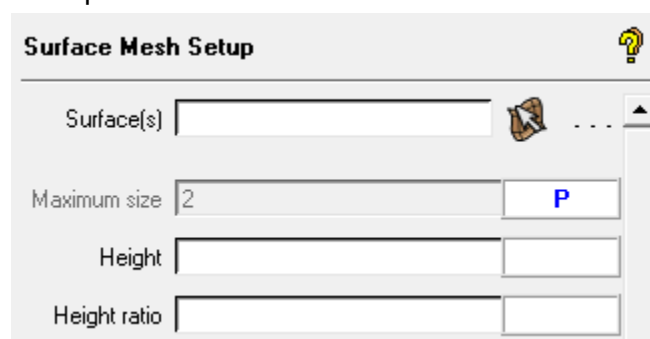 Surface Mesh Setup
Surface(s) ...
Maximum size 2 P
Height
Height ratio